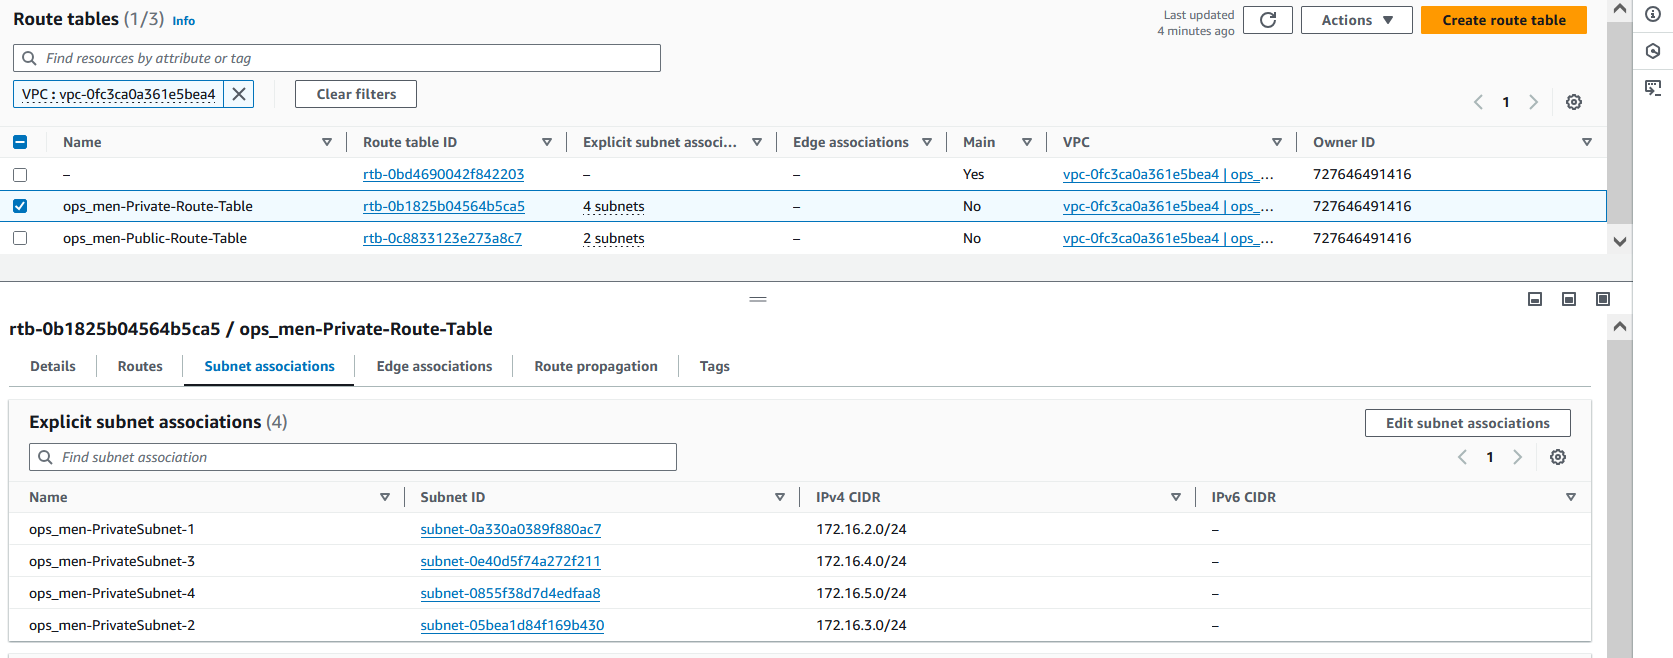 Route tables (1/3) Info
Last updated
4 minutes ago
Actions
Create route table
Find resources by attribute or tag
VPC : vpc-0fc3ca0a361e5bea4
Clear filters
1
Name Route table ID Explicit subnet associ... Edge associations Main VPC Owner ID
– rtb-0bd4690042f842203 – – Yes vpc-0fc3ca0a361e5bea4 | ops_... 727646491416
ops_men-Private-Route-Table rtb-0b1825b04564b5ca5 4 subnets – No vpc-0fc3ca0a361e5bea4 | ops_... 727646491416
ops_men-Public-Route-Table rtb-0c8833123e273a8c7 2 subnets – No vpc-0fc3ca0a361e5bea4 | ops_... 727646491416
rtb-0b1825b04564b5ca5 / ops_men-Private-Route-Table
Details Routes Subnet associations Edge associations Route propagation Tags
Explicit subnet associations (4)
Edit subnet associations
Find subnet association
1
Name Subnet ID IPv4 CIDR IPv6 CIDR
ops_men-PrivateSubnet-1 subnet-0a330a0389f880ac7 172.16.2.0/24 –
ops_men-PrivateSubnet-3 subnet-0e40d5f74a272f211 172.16.4.0/24 –
ops_men-PrivateSubnet-4 subnet-0855f38d7d4edfaa8 172.16.5.0/24 –
ops_men-PrivateSubnet-2 subnet-05bea1d84f169b430 172.16.3.0/24 –